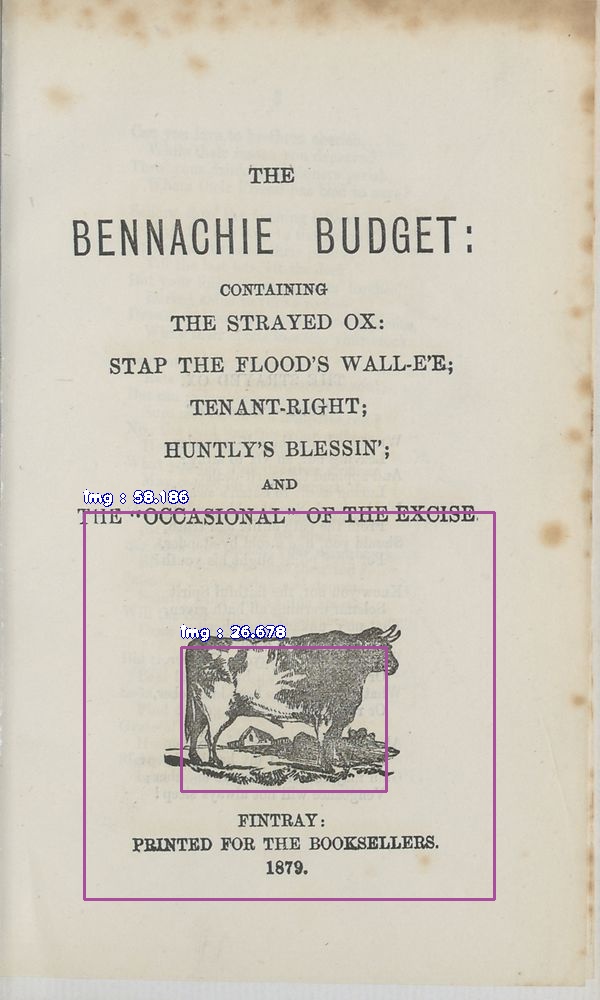 THE
BENNACHIE BUDGET:
CONTAINING
THE STRAYED OX:
STAP THE FLOOD'S WALL-E'E;
TENANT-RIGHT;
HUNTLY'S BLESSIN';
AND
img : 58.186
THE "OCCASIONAL" OF THE EXCISE.
img : 26.678
FINTRAY:
PRINTED FOR THE BOOKSELLERS.
1879.